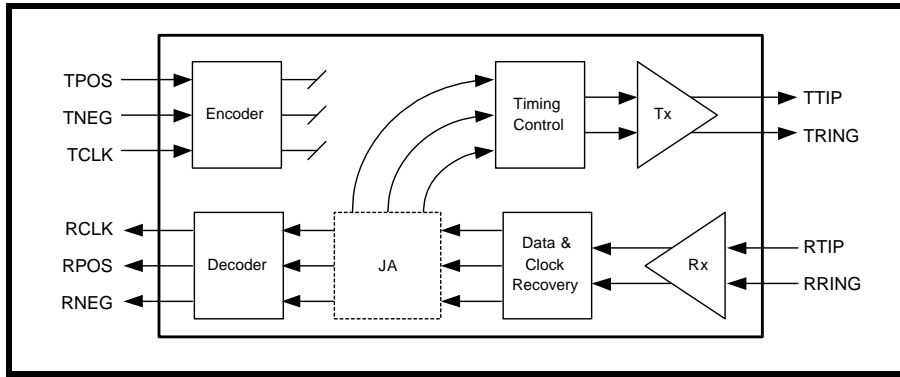 TPOS
TNEG
TCLK
Encoder
Timing
Control
Tx
TTIP
TRING
RCLK
RPOS
RNEG
Decoder
JA
Data &
Clock
Recovery
Rx
RTIP
RRING